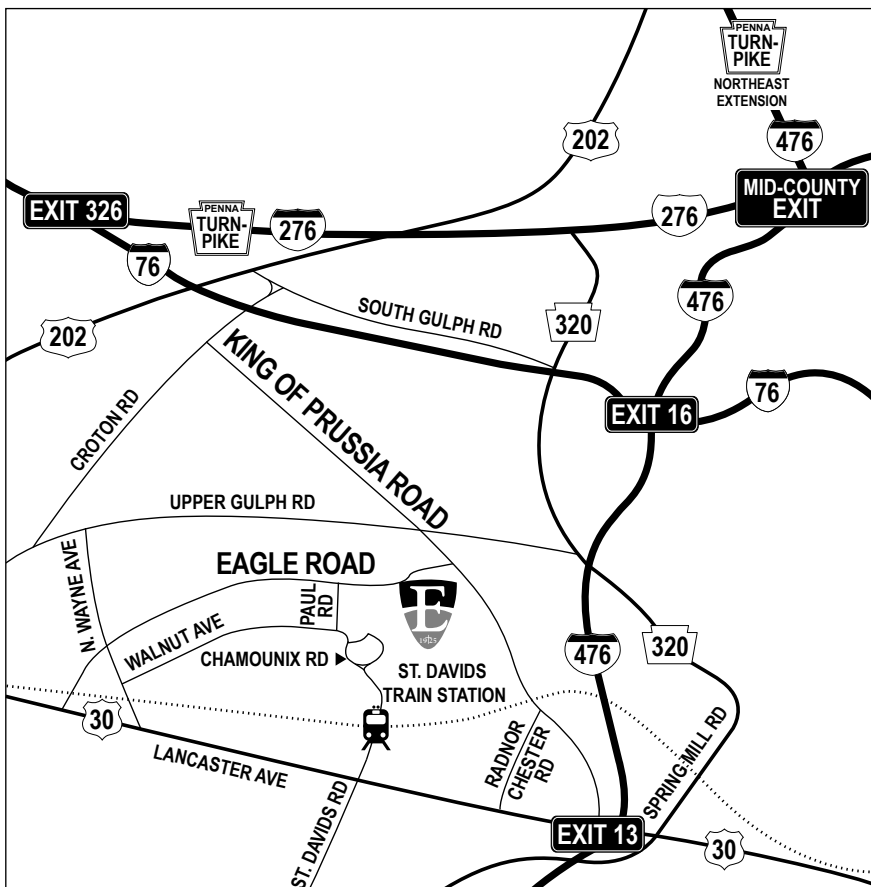 PENNA
TURN-
PIKE
NORTHEAST
EXTENSION
202
476
MID-COUNTY
EXIT
EXIT 326
PENNA
TURN-
PIKE
276
276
76
476
SOUTH GULPH RD
320
202
KING OF PRUSSIA ROAD
76
EXIT 16
CROTON RD
UPPER GULPH RD
N. WAYNE AVE
EAGLE ROAD
PAUL
RD
E
1925
WALNUT AVE
CHAMOUNIX RD
476
320
ST. DAVIDS
TRAIN STATION
30
LANCASTER AVE
RADNOR
CHESTER RD
SPRING MILL RD
ST. DAVIDS RD
EXIT 13
30